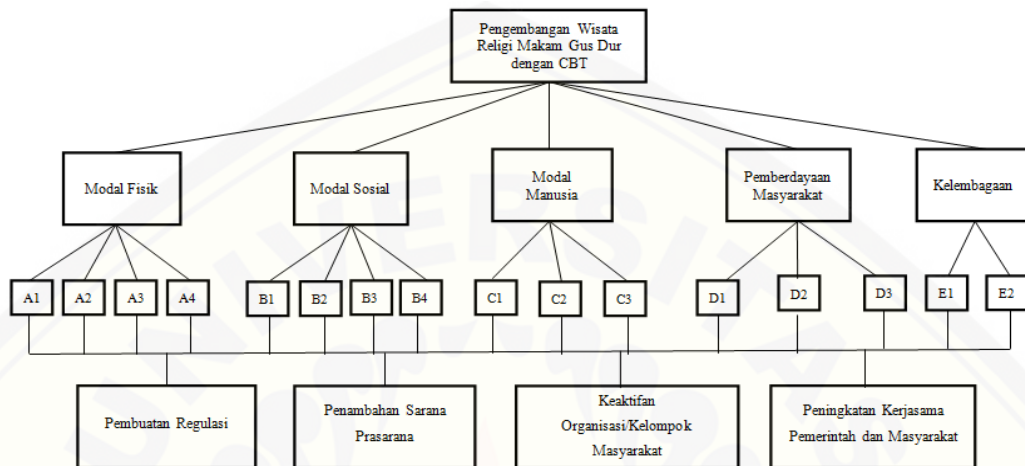 Pengembangan Wisata
Religi Makam Gus Dur
dengan CBT
Modal Fisik
Modal Sosial
Modal
Manusia
Pemberdayaan
Masyarakat
Kelembagaan
A1 A2 A3 A4 B1 B2 B3 B4 C1 C2 C3 D1 D2 D3 E1 E2
Pembuatan Regulasi
Penambahan Sarana
Prasarana
Keaktifan
Organisasi/Kelompok
Masyarakat
Peningkatan Kerjasama
Pemerintah dan Masyarakat
UNIVERSITAS